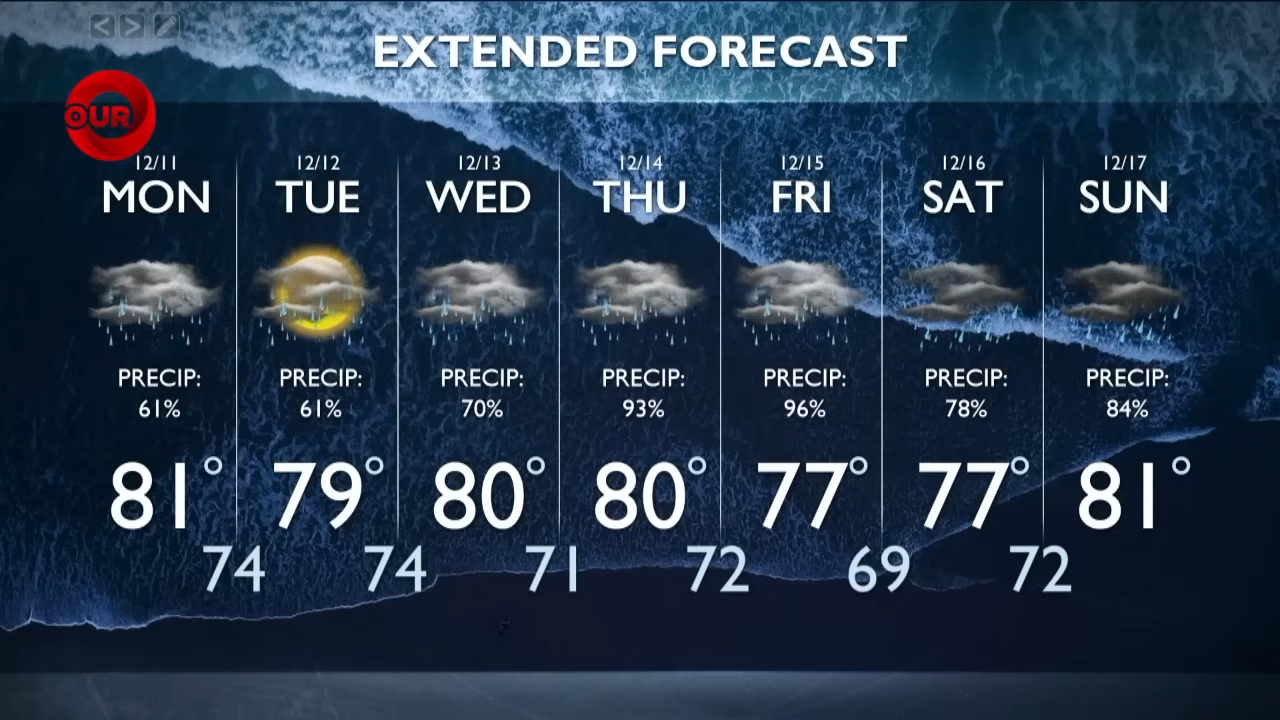 EXTENDED FORECAST
OUR
12/11 12/12 12/13 12/14 12/15 12/16 12/17
MON TUE WED THU FRI SAT SUN
PRECIP: PRECIP: PRECIP: PRECIP: PRECIP: PRECIP: PRECIP:
61% 61% 70% 93% 96% 78% 84%
81° 79° 80° 80° 77° 77° 81°
74 74 71 72 69 72